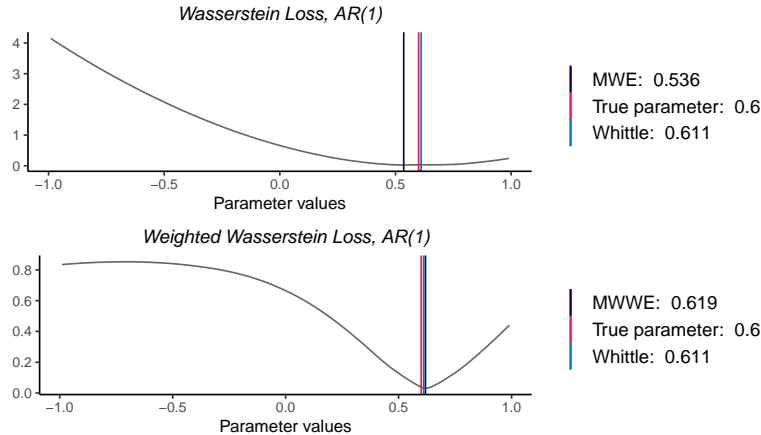 Wasserstein Loss, AR(1)
4
3
2
1
0
−1.0 −0.5 0.0 0.5 1.0
Parameter values
MWE: 0.536
True parameter: 0.6
Whittle: 0.611
Weighted Wasserstein Loss, AR(1)
0.8
0.6
0.4
0.2
0.0
−1.0 −0.5 0.0 0.5 1.0
Parameter values
MWWE: 0.619
True parameter: 0.6
Whittle: 0.611